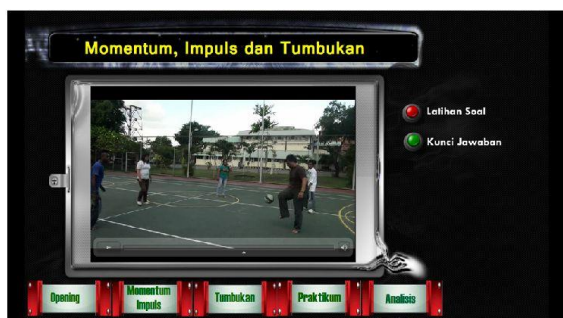 Momentum, Impuls dan Tumbukan
Latihan Soal
Kunci Jawaban
Opening
Momentum
Impuls
Tumbukan
Praktikum
Analisis